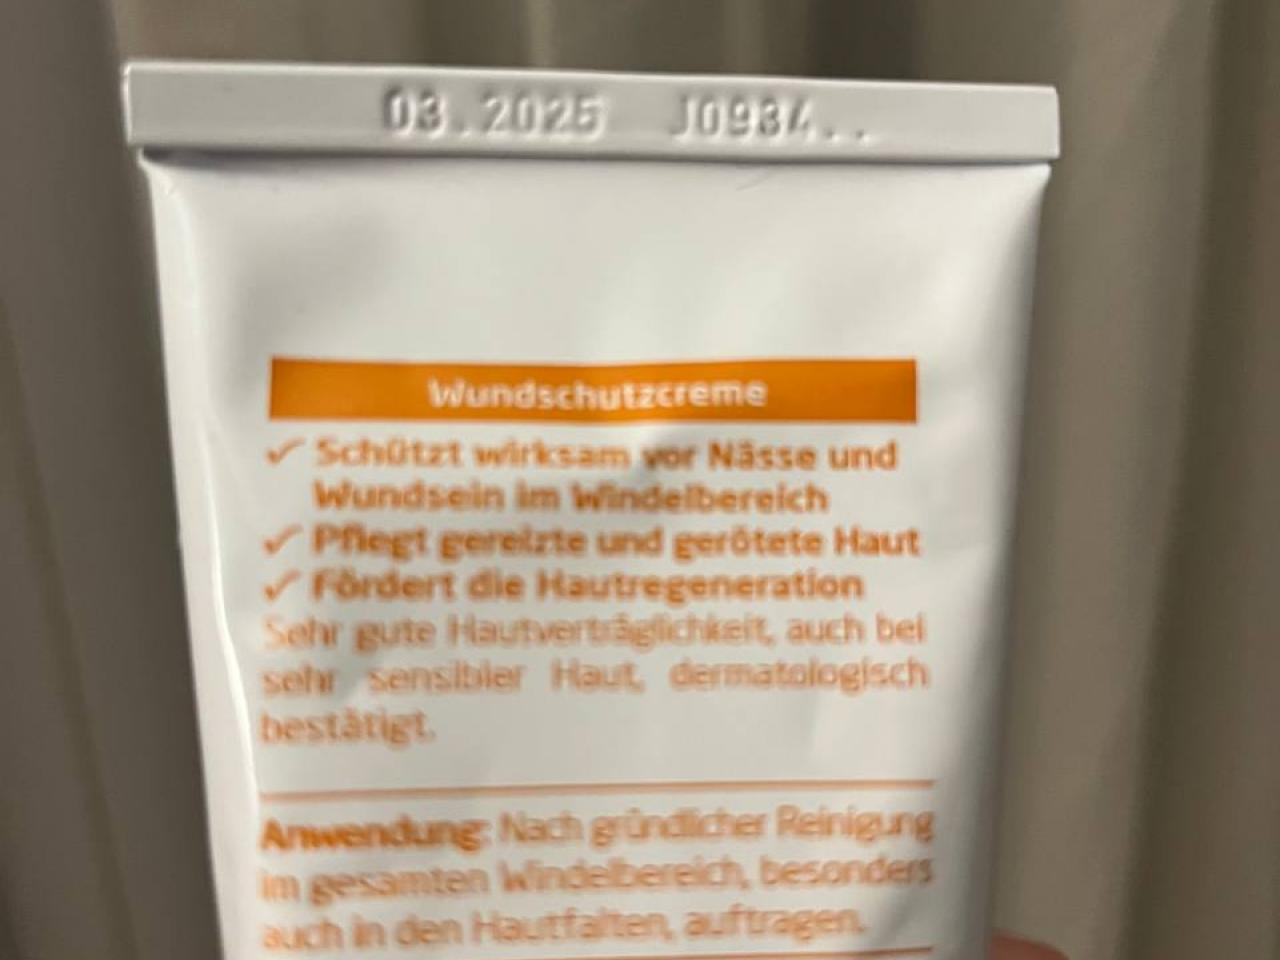 03.2025 J0984..
Wundschutzcreme
✓ Schützt wirksam vor Nässe und
Wundsein im Windelbereich
✓ Pflegt gereizte und gerötete Haut
✓ Fördert die Hautregeneration
Sehr gute Hautverträglichkeit, auch bei
sehr sensibler Haut, dermatologisch
bestätigt.
Anwendung: Nach gründlicher Reinigung
im gesamten Windelbereich, besonders
auch in den Hautfalten, auftragen.